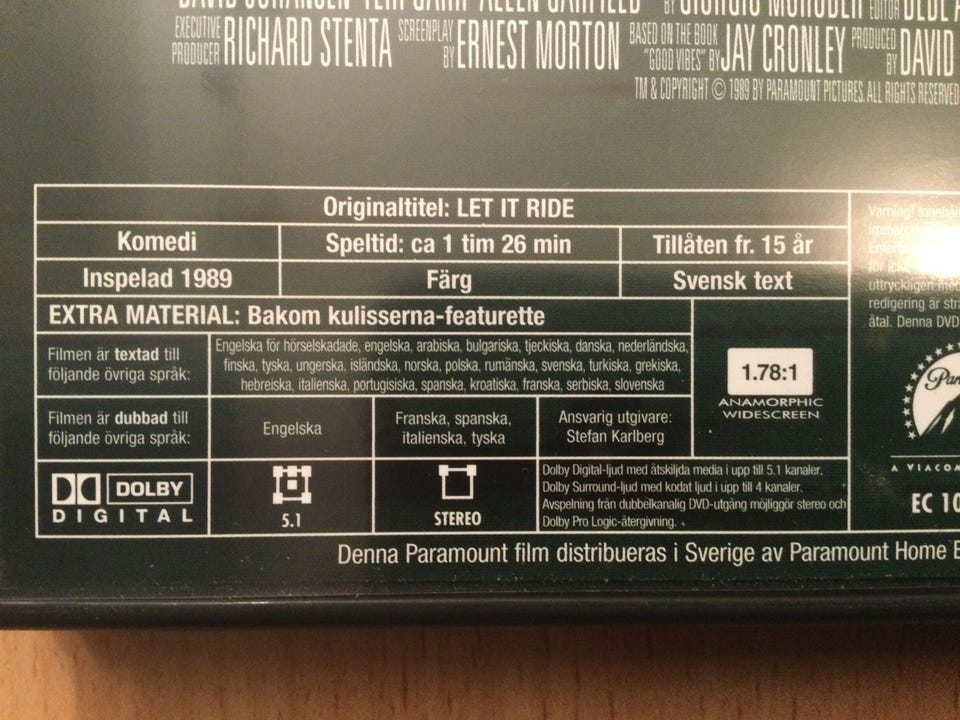 EXECUTIVE PRODUCER RICHARD STENTA SCREENPLAY BY ERNEST MORTON BASED ON THE BOOK "GOOD VIBES" BY JAY CRONLEY PRODUCED BY DAVID
TM & COPYRIGHT © 1989 BY PARAMOUNT PICTURES. ALL RIGHTS RESERVED
Originaltitel: LET IT RIDE
Komedi
Speltid: ca 1 tim 26 min
Tillåten fr. 15 år
Inspelad 1989
Färg
Svensk text
EXTRA MATERIAL: Bakom kulisserna-featurette
Filmen är textad till
följande övriga språk:
Engelska för hörselskadade, engelska, arabiska, bulgariska, tjeckiska, danska, nederländska,
finska, tyska, ungerska, isländska, norska, polska, rumänska, svenska, turkiska, grekiska,
hebreiska, italienska, portugisiska, spanska, kroatiska, franska, serbiska, slovenska
1.78:1
ANAMORPHIC
WIDESCREEN
Filmen är dubbad till
följande övriga språk:
Engelska
Franska, spanska,
italienska, tyska
Ansvarig utgivare:
Stefan Karlberg
DOLBY
DIGITAL
5.1
STEREO
Dolby Digital-ljud med åtskiljda media i upp till 5.1 kanaler.
Dolby Surround-ljud med kodat ljud i upp till 4 kanaler.
Avspelning från dubbelkanalig DVD-utgång möjliggör stereo och
Dolby Pro Logic-återgivning.
Varning!
uttryckligen
redigering är
åtal. Denna DVD
A VIACOM
EC 10
Denna Paramount film distribueras i Sverige av Paramount Home